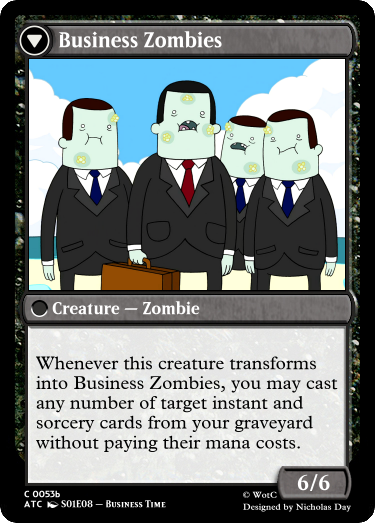 Business Zombies
Creature — Zombie
Whenever this creature transforms
into Business Zombies, you may cast
any number of target instant and
sorcery cards from your graveyard
without paying their mana costs.
6/6
C 0053b
ATC S01E08 — Business Time
© WotC
Designed by Nicholas Day